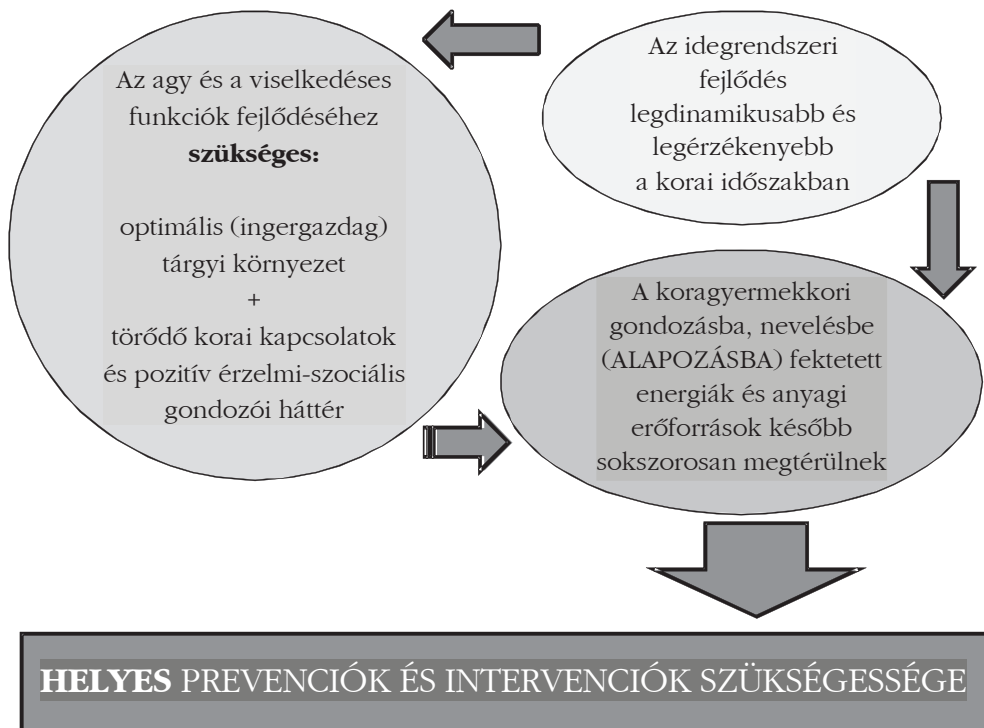 Az idegrendszeri
fejlődés
legdinamikusabb és
legérzékenyebb
a korai időszakban
Az agy és a viselkedéses
funkciók fejlődéséhez
szükséges:
optimális (ingergazdag)
tárgyi környezet
+
törődő korai kapcsolatok
és pozitív érzelmi-szociális
gondozói háttér
A koragyermekkori
gondozásba, nevelésbe
(ALAPOZÁSBA) fektetett
energiák és anyagi
erőforrások később
sokszorosan megtérülnek
HELYES PREVENCIÓK ÉS INTERVENCIÓK SZÜKSÉGESSÉGE